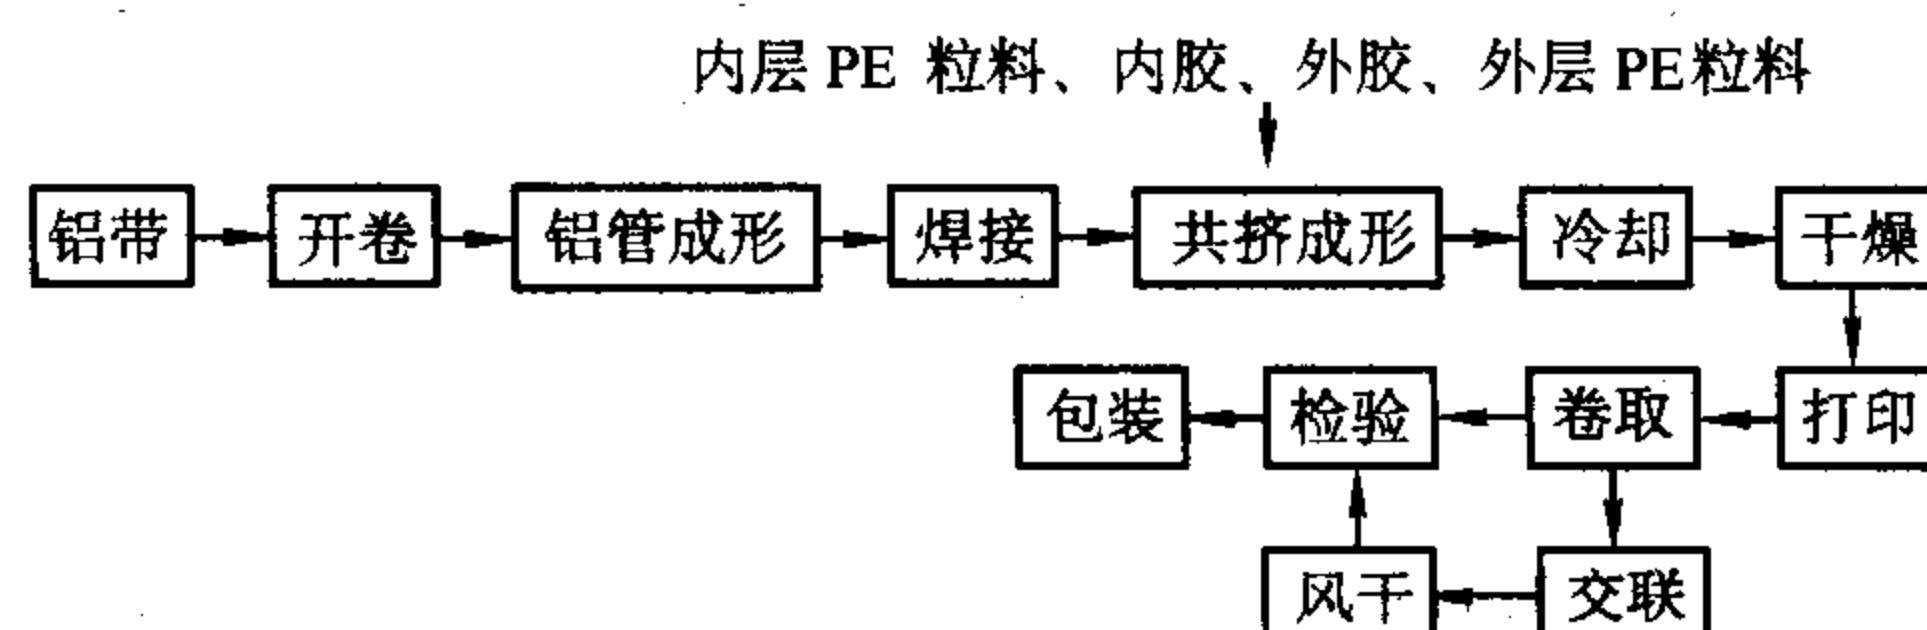 内层 PE 粒料、内胶、外胶、外层 PE粒料
铝带 开卷 铝管成形 焊接 共挤成形 冷却 干燥
包装 检验 卷取 打印
风干 交联